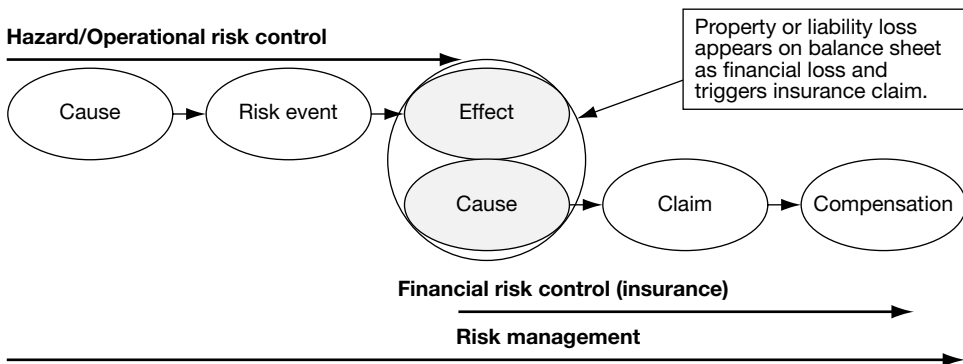 Hazard/Operational risk control
Property or liability loss
appears on balance sheet
as financial loss and
triggers insurance claim.
Cause
Risk event
Effect
Cause
Claim
Compensation
Financial risk control (insurance)
Risk management